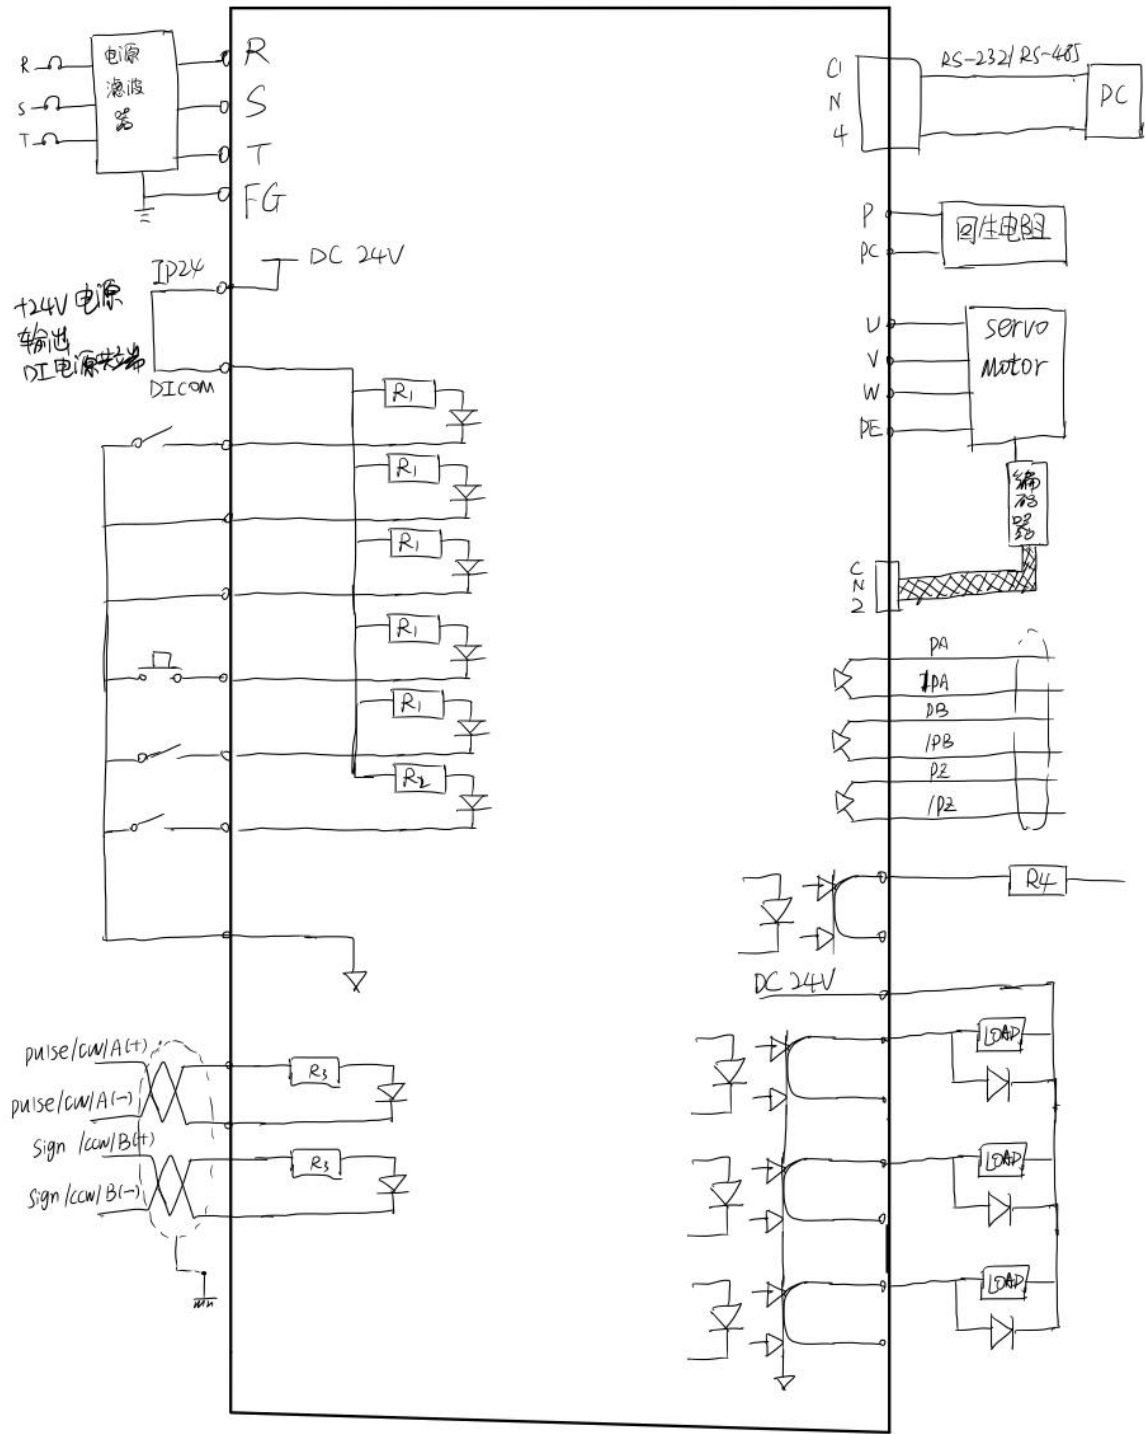 R
S
T
电源
滤波
器
R
S
T
FG
IP24
DC 24V
+24V 电源
输出
DI电源
DICOM
R1
R1
R1
R1
R1
R2
pulse/cw/A(+)
pulse/cw/A(-)
sign /ccw/B(+)
sign /ccw/B(-)
R3
R3
CN4
RS-232/ RS-485
PC
P
PC
回生电阻
U
V
W
PE
servo
Motor
编码器
CN2
PA
/PA
PB
/PB
PZ
/PZ
R4
DC 24V
LOAD
LOAD
LOAD